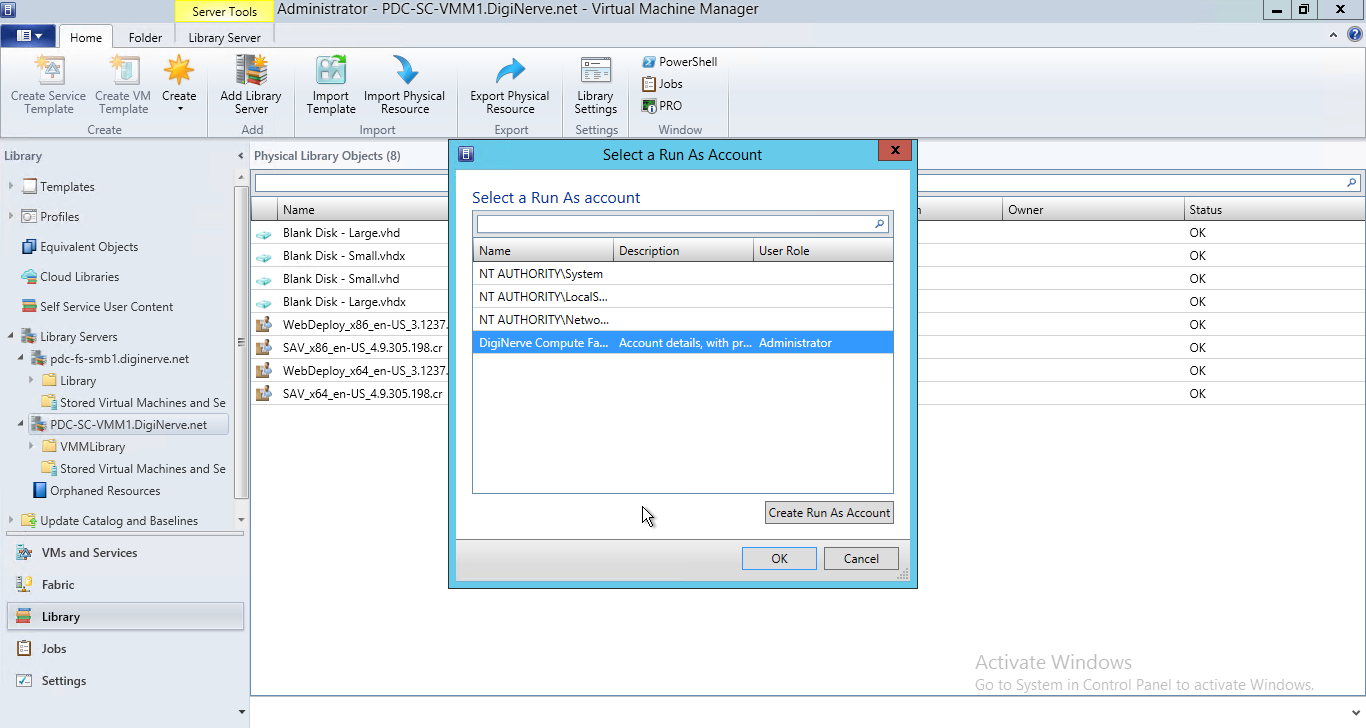 Server Tools
Administrator - PDC-SC-VMM1.DigiNerve.net - Virtual Machine Manager
Home
Folder
Library Server
Create Service Template
Create VM Template
Create
Create
Add Library Server
Add
Import Template
Import Physical Resource
Import
Export Physical Resource
Export
Library Settings
Settings
PowerShell
Jobs
PRO
Window
Library
Templates
Profiles
Equivalent Objects
Cloud Libraries
Self Service User Content
Library Servers
pdc-fs-smb1.diginerve.net
Library
Stored Virtual Machines and Se
PDC-SC-VMM1.DigiNerve.net
VMMLibrary
Stored Virtual Machines and Se
Orphaned Resources
Update Catalog and Baselines
VMs and Services
Fabric
Library
Jobs
Settings
Physical Library Objects (8)
Name
Owner
Status
Blank Disk - Large.vhd
OK
Blank Disk - Small.vhdx
OK
Blank Disk - Small.vhd
OK
Blank Disk - Large.vhdx
OK
WebDeploy_x86_en-US_3.1237.
OK
SAV_x86_en-US_4.9.305.198.cr
OK
WebDeploy_x64_en-US_3.1237.
OK
SAV_x64_en-US_4.9.305.198.cr
OK
Select a Run As Account
Select a Run As account
Name
Description
User Role
NT AUTHORITY\System
NT AUTHORITY\LocalS...
NT AUTHORITY\Netwo...
DigiNerve Compute Fa...
Account details, with pr...
Administrator
Create Run As Account
OK
Cancel
Activate Windows
Go to System in Control Panel to activate Windows.